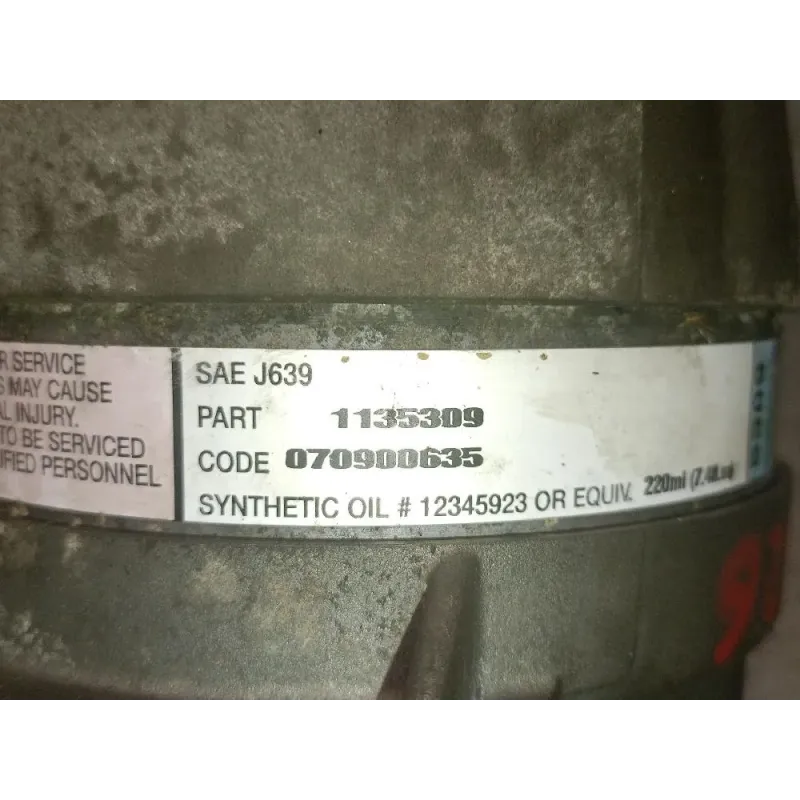 R SERVICE
S MAY CAUSE
AL INJURY.
TO BE SERVICED
IFIED PERSONNEL
SAE J639
PART 1135309
CODE 070900635
SYNTHETIC OIL # 12345923 OR EQUIV. 220ml